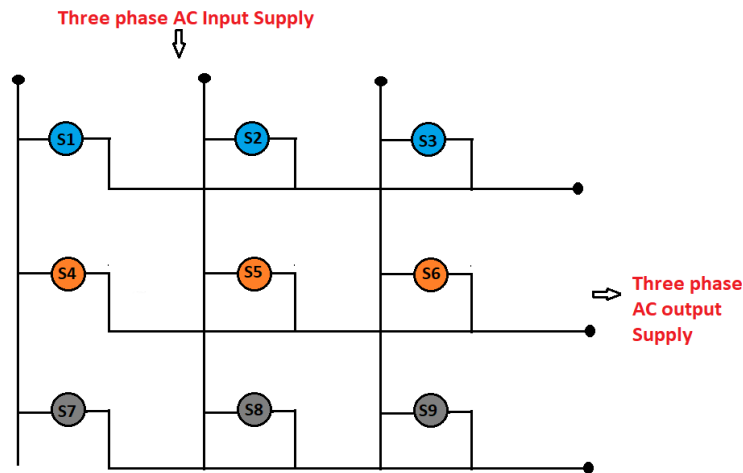 Three phase AC Input Supply
S1
S2
S3
S4
S5
S6
Three phase
AC output
Supply
S7
S8
S9